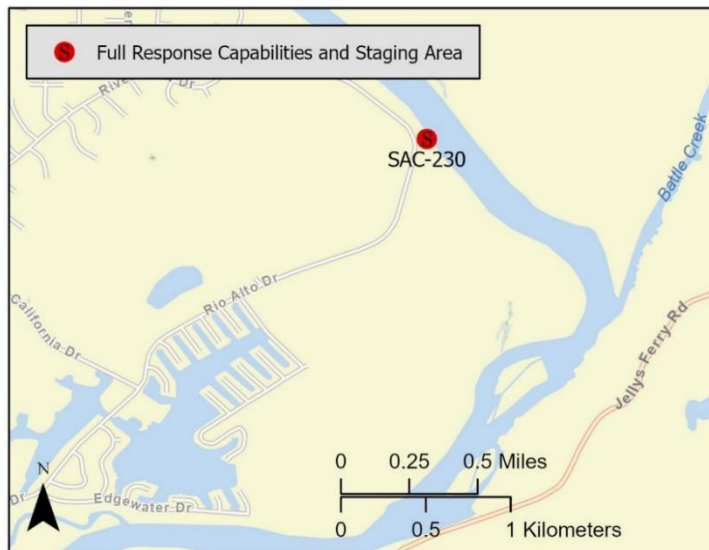 S Full Response Capabilities and Staging Area
Dr
S
SAC-230
Battle Creek
Rio Alto Dr
California Dr
Jellys Ferry Rd
N
0 0.25 0.5 Miles
Dr
Edgewater Dr
0 0.5 1 Kilometers